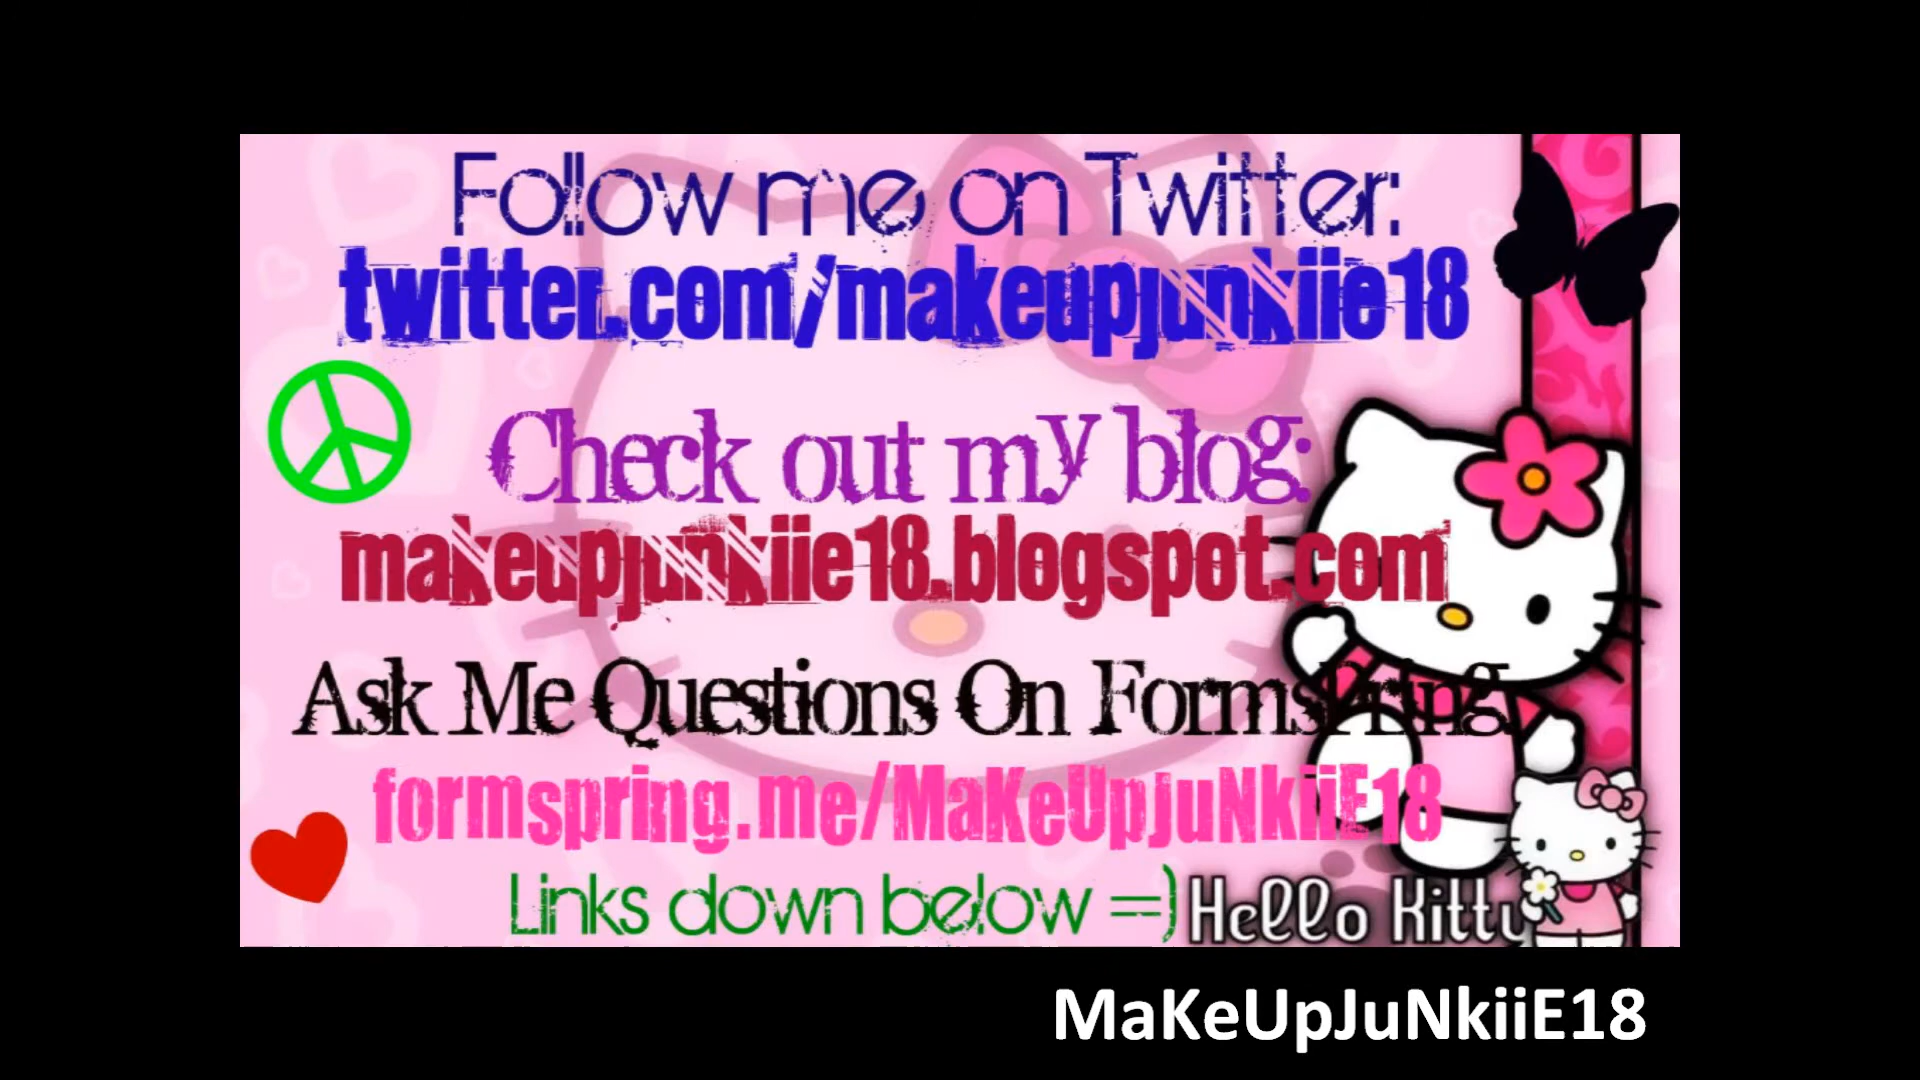 Follow me on Twitter:
twitter.com/makeupjunkiie18
Check out my blog:
makeupjunkiie18.blogspot.com
Ask Me Questions On Formspring
formspring.me/MaKeUpJuNkiiE18
Links down below =)
Hello Kitty
MaKeUpJuNkiiE18